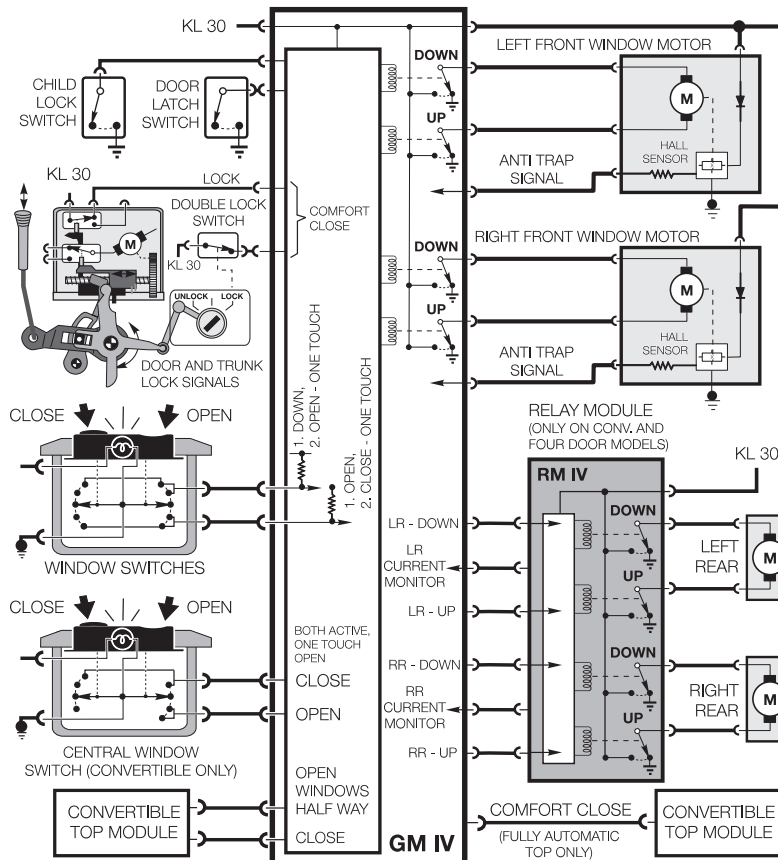 KL 30
CHILD
LOCK
SWITCH
DOOR
LATCH
SWITCH
KL 30
LOCK
DOUBLE LOCK
SWITCH
KL 30
COMFORT
CLOSE
M
UNLOCK
LOCK
DOOR AND TRUNK
LOCK SIGNALS
CLOSE
OPEN
WINDOW SWITCHES
1. DOWN,
2. OPEN - ONE TOUCH
1. OPEN,
2. CLOSE - ONE TOUCH
CLOSE
OPEN
CENTRAL WINDOW
SWITCH (CONVERTIBLE ONLY)
BOTH ACTIVE,
ONE TOUCH
OPEN
CLOSE
OPEN
OPEN
WINDOWS
HALF WAY
CLOSE
CONVERTIBLE
TOP MODULE
GM IV
DOWN
UP
DOWN
UP
LEFT FRONT WINDOW MOTOR
M
HALL
SENSOR
ANTI TRAP
SIGNAL
RIGHT FRONT WINDOW MOTOR
M
HALL
SENSOR
ANTI TRAP
SIGNAL
RELAY MODULE
(ONLY ON CONV. AND
FOUR DOOR MODELS)
KL 30
RM IV
DOWN
UP
DOWN
UP
LR - DOWN
LR
CURRENT
MONITOR
LR - UP
RR - DOWN
RR
CURRENT
MONITOR
RR - UP
LEFT
REAR
M
RIGHT
REAR
M
COMFORT CLOSE
(FULLY AUTOMATIC
TOP ONLY)
CONVERTIBLE
TOP MODULE